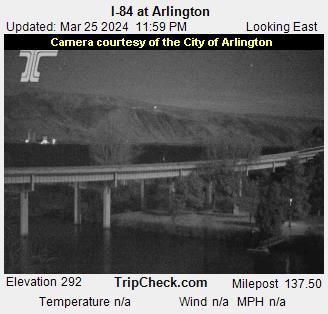 I-84 at Arlington
Updated: Mar 25 2024 11:59 PM Looking East
Camera courtesy of the City of Arlington
Elevation 292 TripCheck.com Milepost 137.50
Temperature n/a Wind n/a MPH n/a